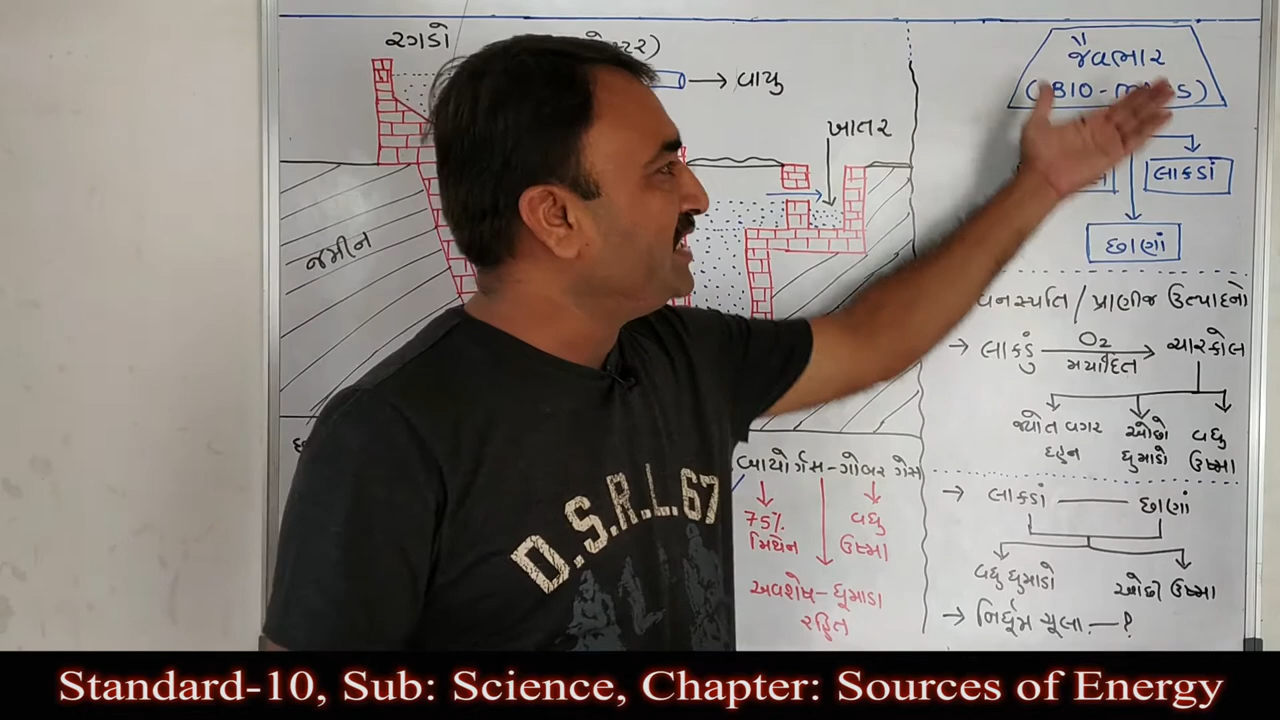 રગડો
વાયુ
ખાતર
જમીન
જૈવભાર
લાકડાં
છાણાં
વનસ્પતિ / પ્રાણીજ ઉત્પાદનો
→ લાકડું O₂ મર્યાદિત → ચારકોલ
જ્યોત વગર દહન
ઓછો ધુમાડો
વધુ ઉષ્મા
બાયોગેસ - ગોબર ગેસ
75% મિથેન
વધુ ઉષ્મા
અવશેષ - ધૂમાડા રહિત
→ લાકડાં — છાણાં
વધુ ધુમાડો
ઓછી ઉષ્મા
→ નિર્ધૂમ ચૂલા. — ?
D.S.R.L.67
Standard-10, Sub: Science, Chapter: Sources of Energy